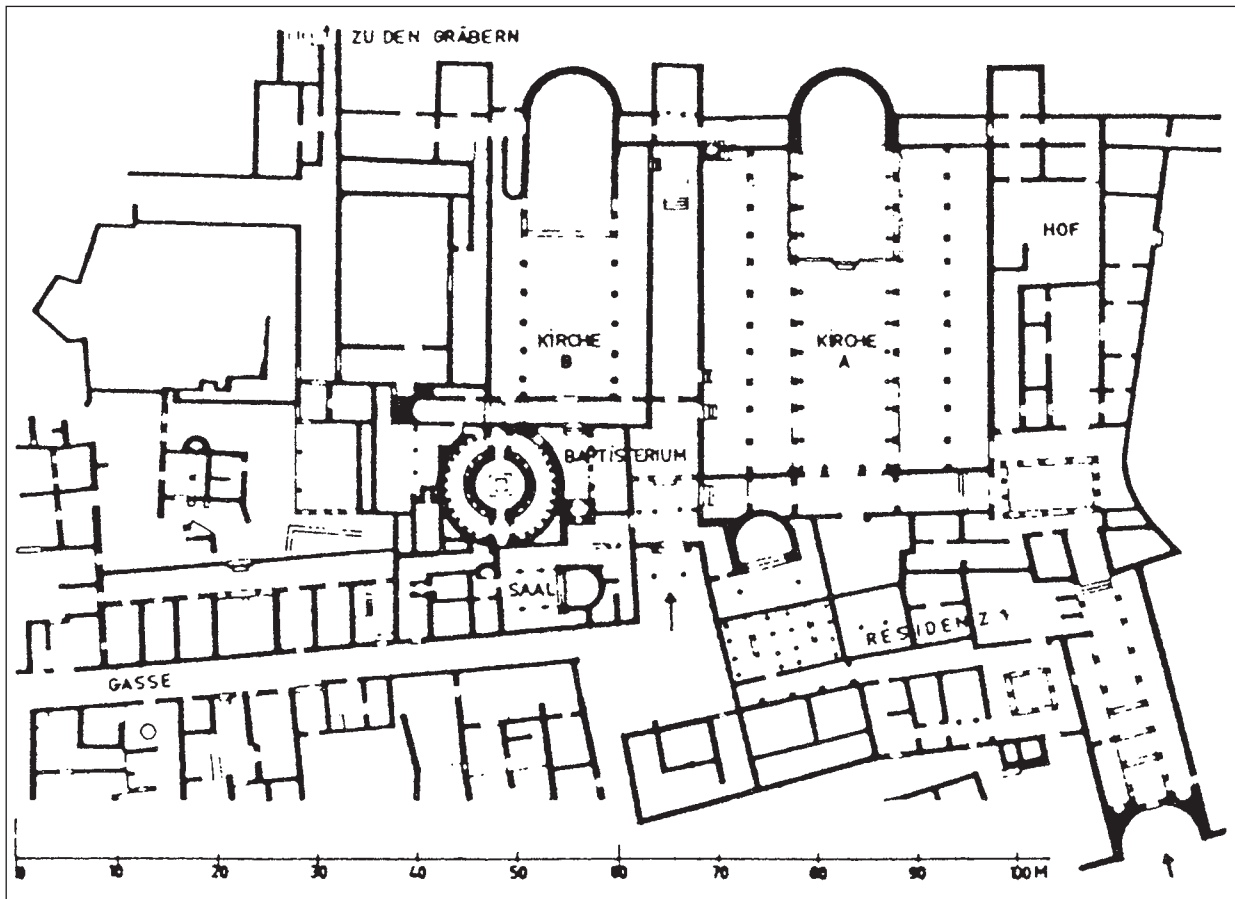 ZU DEN GRÄBERN
HOF
KIRCHE
B
KIRCHE
A
BAPTISTERIUM
SAAL
RESIDENZ
GASSE
10 20 30 40 50 60 70 80 90 100 M